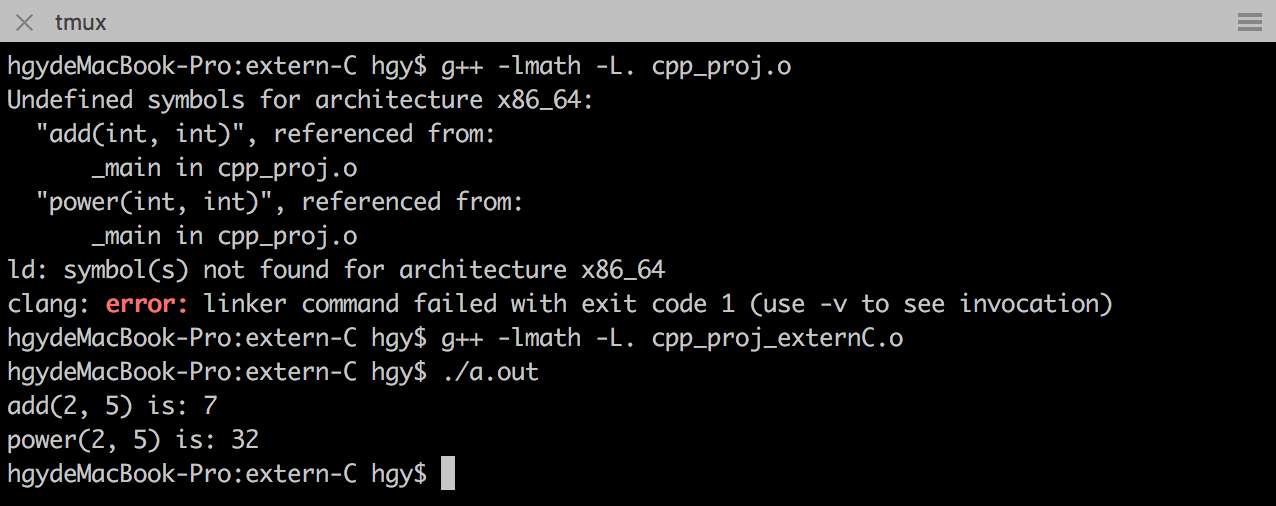 tmux
hgydeMacBook-Pro:extern-C hgy$ g++ -lmath -L. cpp_proj.o
Undefined symbols for architecture x86_64:
  "add(int, int)", referenced from:
      _main in cpp_proj.o
  "power(int, int)", referenced from:
      _main in cpp_proj.o
ld: symbol(s) not found for architecture x86_64
clang: error: linker command failed with exit code 1 (use -v to see invocation)
hgydeMacBook-Pro:extern-C hgy$ g++ -lmath -L. cpp_proj_externC.o
hgydeMacBook-Pro:extern-C hgy$ ./a.out
add(2, 5) is: 7
power(2, 5) is: 32
hgydeMacBook-Pro:extern-C hgy$